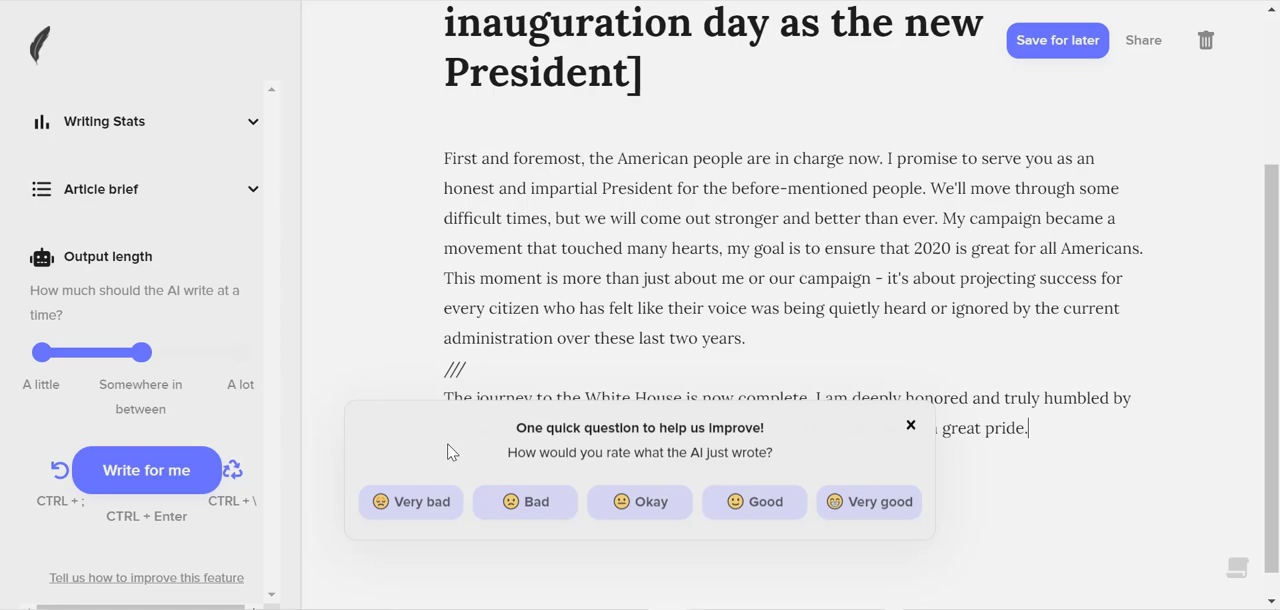 inauguration day as the new
President]
Save for later
Share
Writing Stats
Article brief
Output length
How much should the AI write at a
time?
A little
Somewhere in
between
A lot
Write for me
CTRL + ;
CTRL + \
CTRL + Enter
Tell us how to improve this feature
First and foremost, the American people are in charge now. I promise to serve you as an
honest and impartial President for the before-mentioned people. We'll move through some
difficult times, but we will come out stronger and better than ever. My campaign became a
movement that touched many hearts, my goal is to ensure that 2020 is great for all Americans.
This moment is more than just about me or our campaign - it's about projecting success for
every citizen who has felt like their voice was being quietly heard or ignored by the current
administration over these last two years.
///
The journey to the White House is now complete. I am deeply honored and truly humbled by
great pride.
One quick question to help us improve!
How would you rate what the AI just wrote?
Very bad
Bad
Okay
Good
Very good